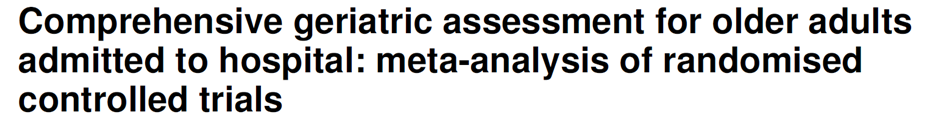 Comprehensive geriatric assessment for older adults
admitted to hospital: meta-analysis of randomised
controlled trials